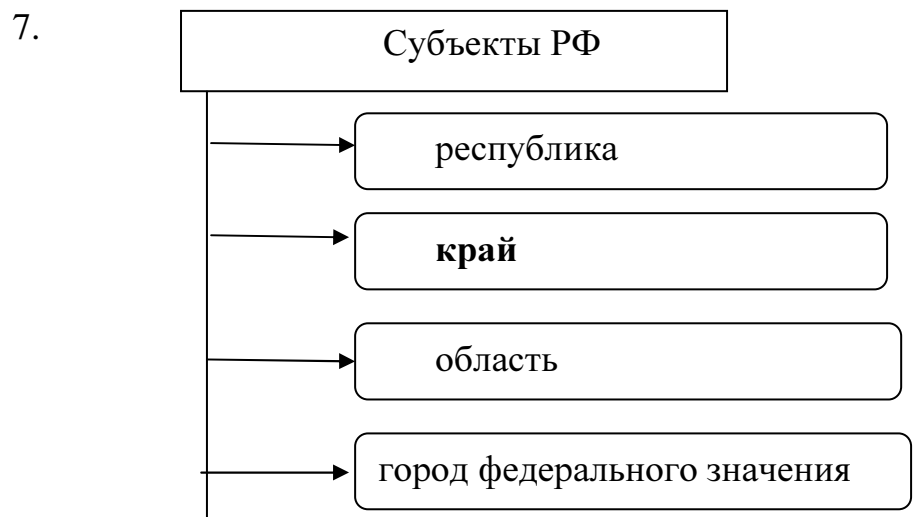 7.
Субъекты РФ
республика
край
область
город федерального значения